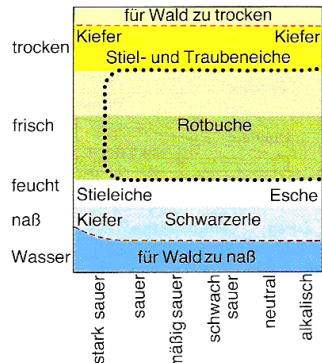 für Wald zu trocken
trocken
Kiefer Kiefer
Stiel- und Traubeneiche
frisch
Rotbuche
feucht
Stieleiche Esche
naß
Kiefer Schwarzerle
Wasser
für Wald zu naß
stark sauer
sauer
mäßig sauer
schwach sauer
neutral
alkalisch